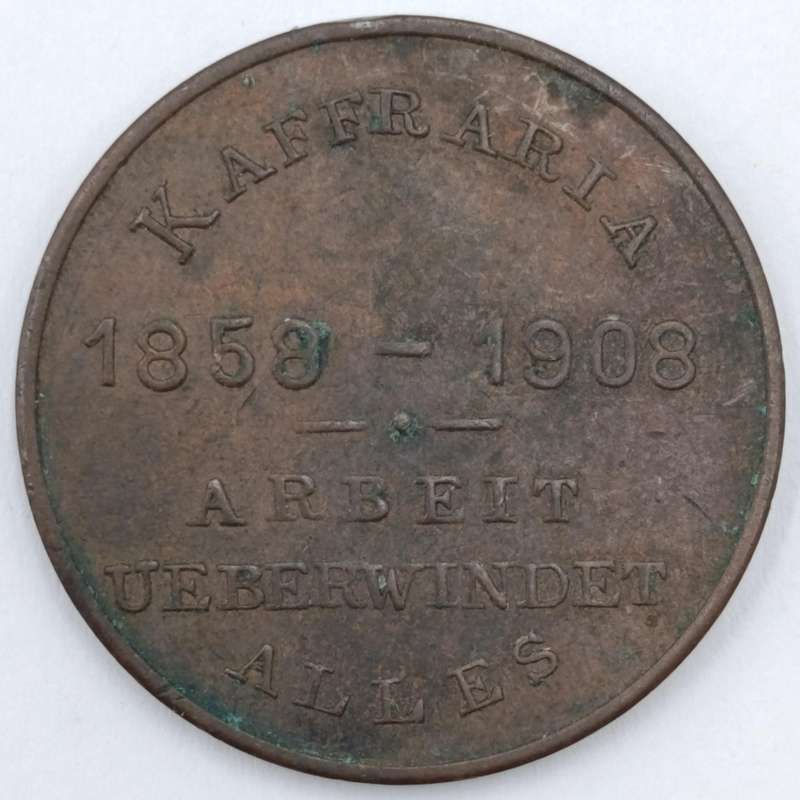 KAFFRARIA
1858 - 1908
ARBEIT
UEBERWINDET
ALLES